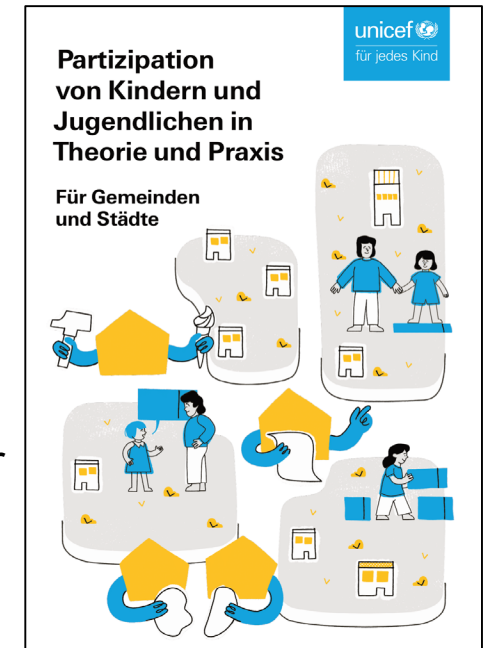 unicef
für jedes Kind
Partizipation
von Kindern und
Jugendlichen in
Theorie und Praxis
Für Gemeinden
und Städte